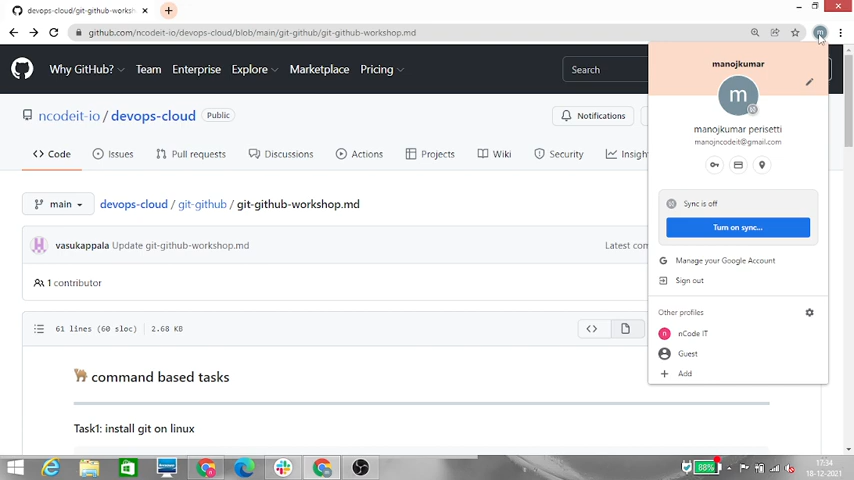 devops-cloud/git-github-worksho
github.com/ncodeit-io/devops-cloud/blob/main/git-github/git-github-workshop.md
m
Why GitHub?
Team
Enterprise
Explore
Marketplace
Pricing
Search
manojkumar
m
manojkumar perisetti
manojncodeit@gmail.com
Sync is off
Turn on sync...
Manage your Google Account
Sign out
Other profiles
n
nCode IT
Guest
Add
ncodeit-io / devops-cloud
Public
Notifications
Code
Issues
Pull requests
Discussions
Actions
Projects
Wiki
Security
Insigh
main
devops-cloud / git-github / git-github-workshop.md
vasukappala Update git-github-workshop.md
Latest com
1 contributor
61 lines (60 sloc) 2.68 KB
command based tasks
Task1: install git on linux
88%
17:34
18-12-2021